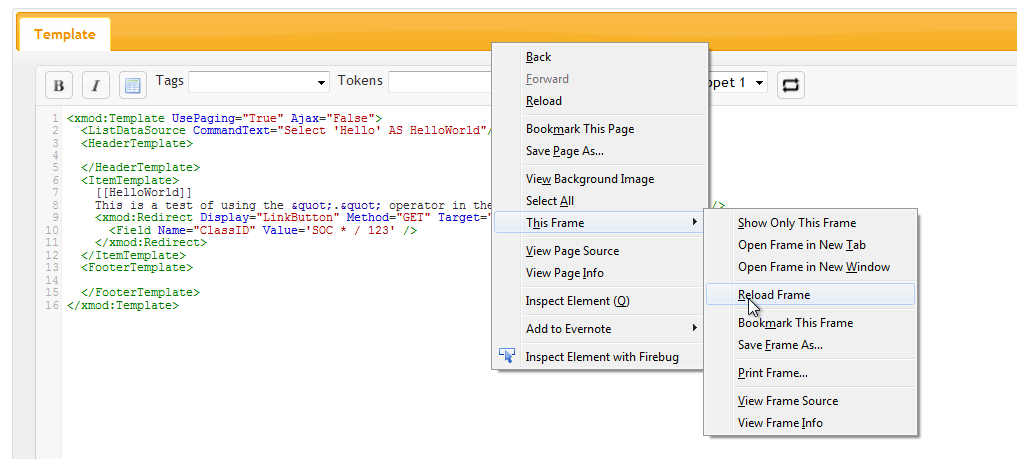 Template
B I Tags Tokens ppet 1
1 <xmod:Template UsePaging="True" Ajax="False">
2 <ListDataSource CommandText="Select 'Hello' AS HelloWorld"/
3 <HeaderTemplate>
4
5 </HeaderTemplate>
6 <ItemTemplate>
7 [[HelloWorld]]
8 This is a test of using the &quot;.&quot; operator in the />
9 <xmod:Redirect Display="LinkButton" Method="GET" Target="
10 <Field Name="ClassID" Value='SOC * / 123' />
11 </xmod:Redirect>
12 </ItemTemplate>
13 <FooterTemplate>
14
15 </FooterTemplate>
16 </xmod:Template>
Back
Forward
Reload
Bookmark This Page
Save Page As...
View Background Image
Select All
This Frame
View Page Source
View Page Info
Inspect Element (Q)
Add to Evernote
Inspect Element with Firebug
Show Only This Frame
Open Frame in New Tab
Open Frame in New Window
Reload Frame
Bookmark This Frame
Save Frame As...
Print Frame...
View Frame Source
View Frame Info